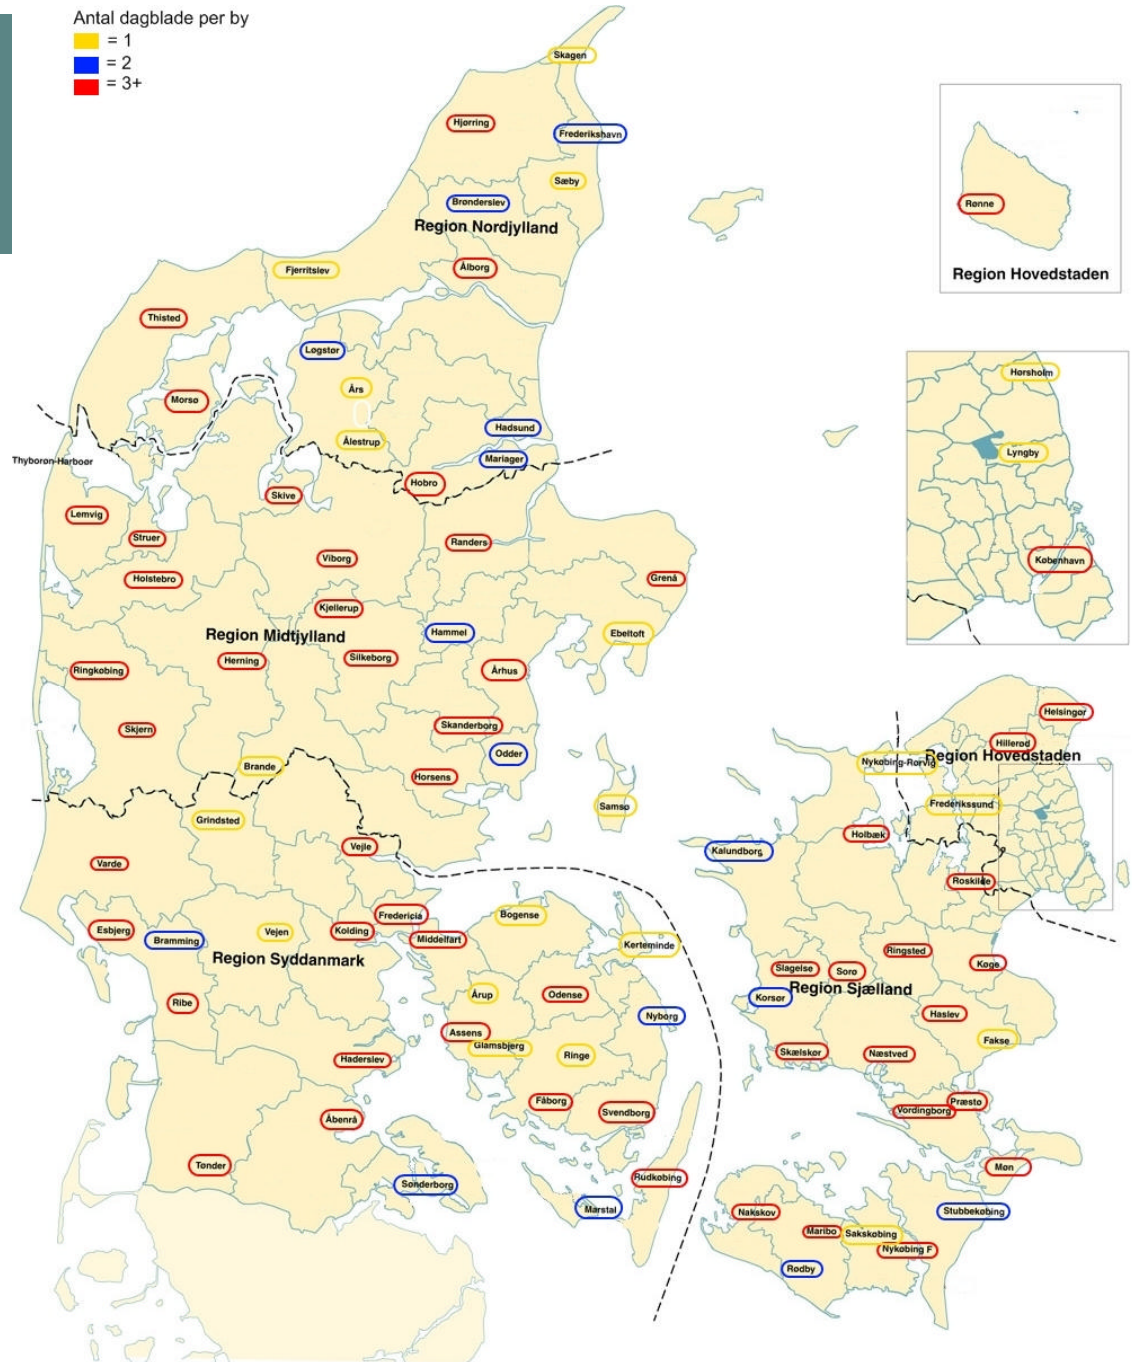 Antal dagblade per by
= 1
= 2
= 3+
Skagen
Hjørring
Frederikshavn
Sæby
Brønderslev
Region Nordjylland
Rønne
Fjerritslev
Ålborg
Region Hovedstaden
Thisted
Løgstør
Hørsholm
Års
Morsø
Hadsund
Ålestrup
Lyngby
Thyborøn-Harboør
Mariager
Hobro
Skive
Lemvig
Struer
Randers
Viborg
København
Holstebro
Grenå
Kjellerup
Region Midtjylland
Hammel
Ebeltoft
Herning
Silkeborg
Ringkøbing
Århus
Helsingør
Skjern
Skanderborg
Hillerød
Odder
Region Hovedstaden
Nykøbing-Rørvig
Brande
Horsens
Samsø
Frederikssund
Grindsted
Holbæk
Vejle
Kalundborg
Varde
Roskilde
Fredericia
Bogense
Esbjerg
Kolding
Vejen
Bramming
Middelfart
Kerteminde
Ringsted
Region Syddanmark
Køge
Slagelse
Sorø
Region Sjælland
Årup
Odense
Korsør
Ribe
Nyborg
Haslev
Assens
Glamsbjerg
Fakse
Ringe
Skælskør
Næstved
Haderslev
Fåborg
Præstø
Svendborg
Vordingborg
Åbenrå
Tønder
Møn
Rudkøbing
Sønderborg
Marstal
Nakskov
Stubbekøbing
Maribo
Sakskøbing
Nykøbing F
Rødby